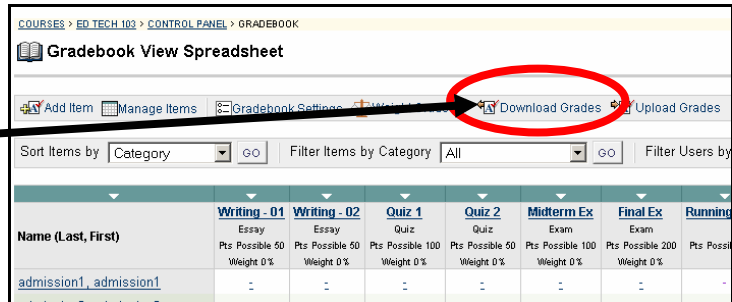 COURSES > ED TECH 103 > CONTROL PANEL > GRADEBOOK
Gradebook View Spreadsheet
Add Item Manage Items Gradebook Settings Download Grades Upload Grades
Sort Items by Category GO Filter Items by Category All GO Filter Users by
Writing - 01 Writing - 02 Quiz 1 Quiz 2 Midterm Ex Final Ex Running
Name (Last, First) Essay Essay Quiz Quiz Exam Exam
Pts Possible 50 Pts Possible 50 Pts Possible 100 Pts Possible 50 Pts Possible 100 Pts Possible 200 Pts
Weight 0% Weight 0% Weight 0% Weight 0% Weight 0% Weight 0%
admission1, admission1 - - - - - - -